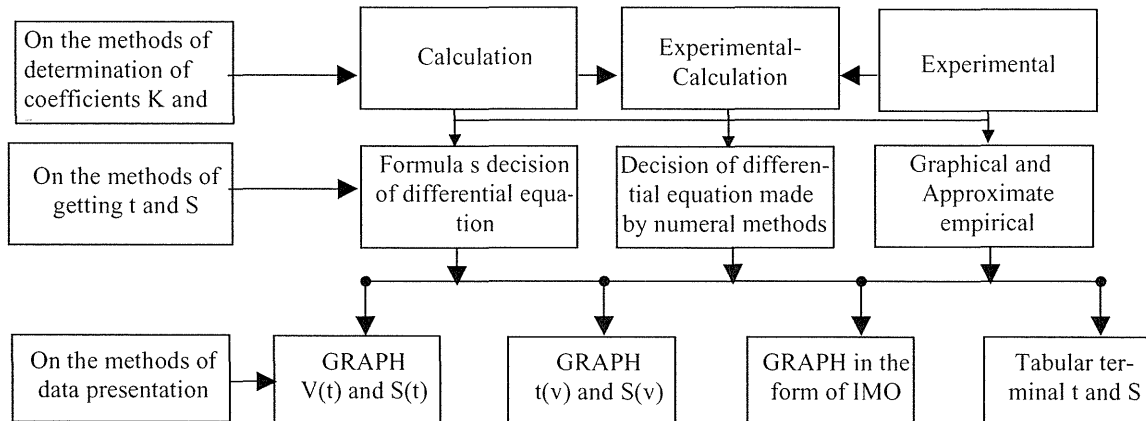 On the methods of
determination of
coefficients K and
Calculation
Experimental-
Calculation
Experimental
On the methods of
getting t and S
Formula s decision
of differential equa-
tion
Decision of differen-
tial equation made
by numeral methods
Graphical and
Approximate
empirical
On the methods of
data presentation
GRAPH
V(t) and S(t)
GRAPH
t(v) and S(v)
GRAPH in the
form of IMO
Tabular ter-
minal t and S